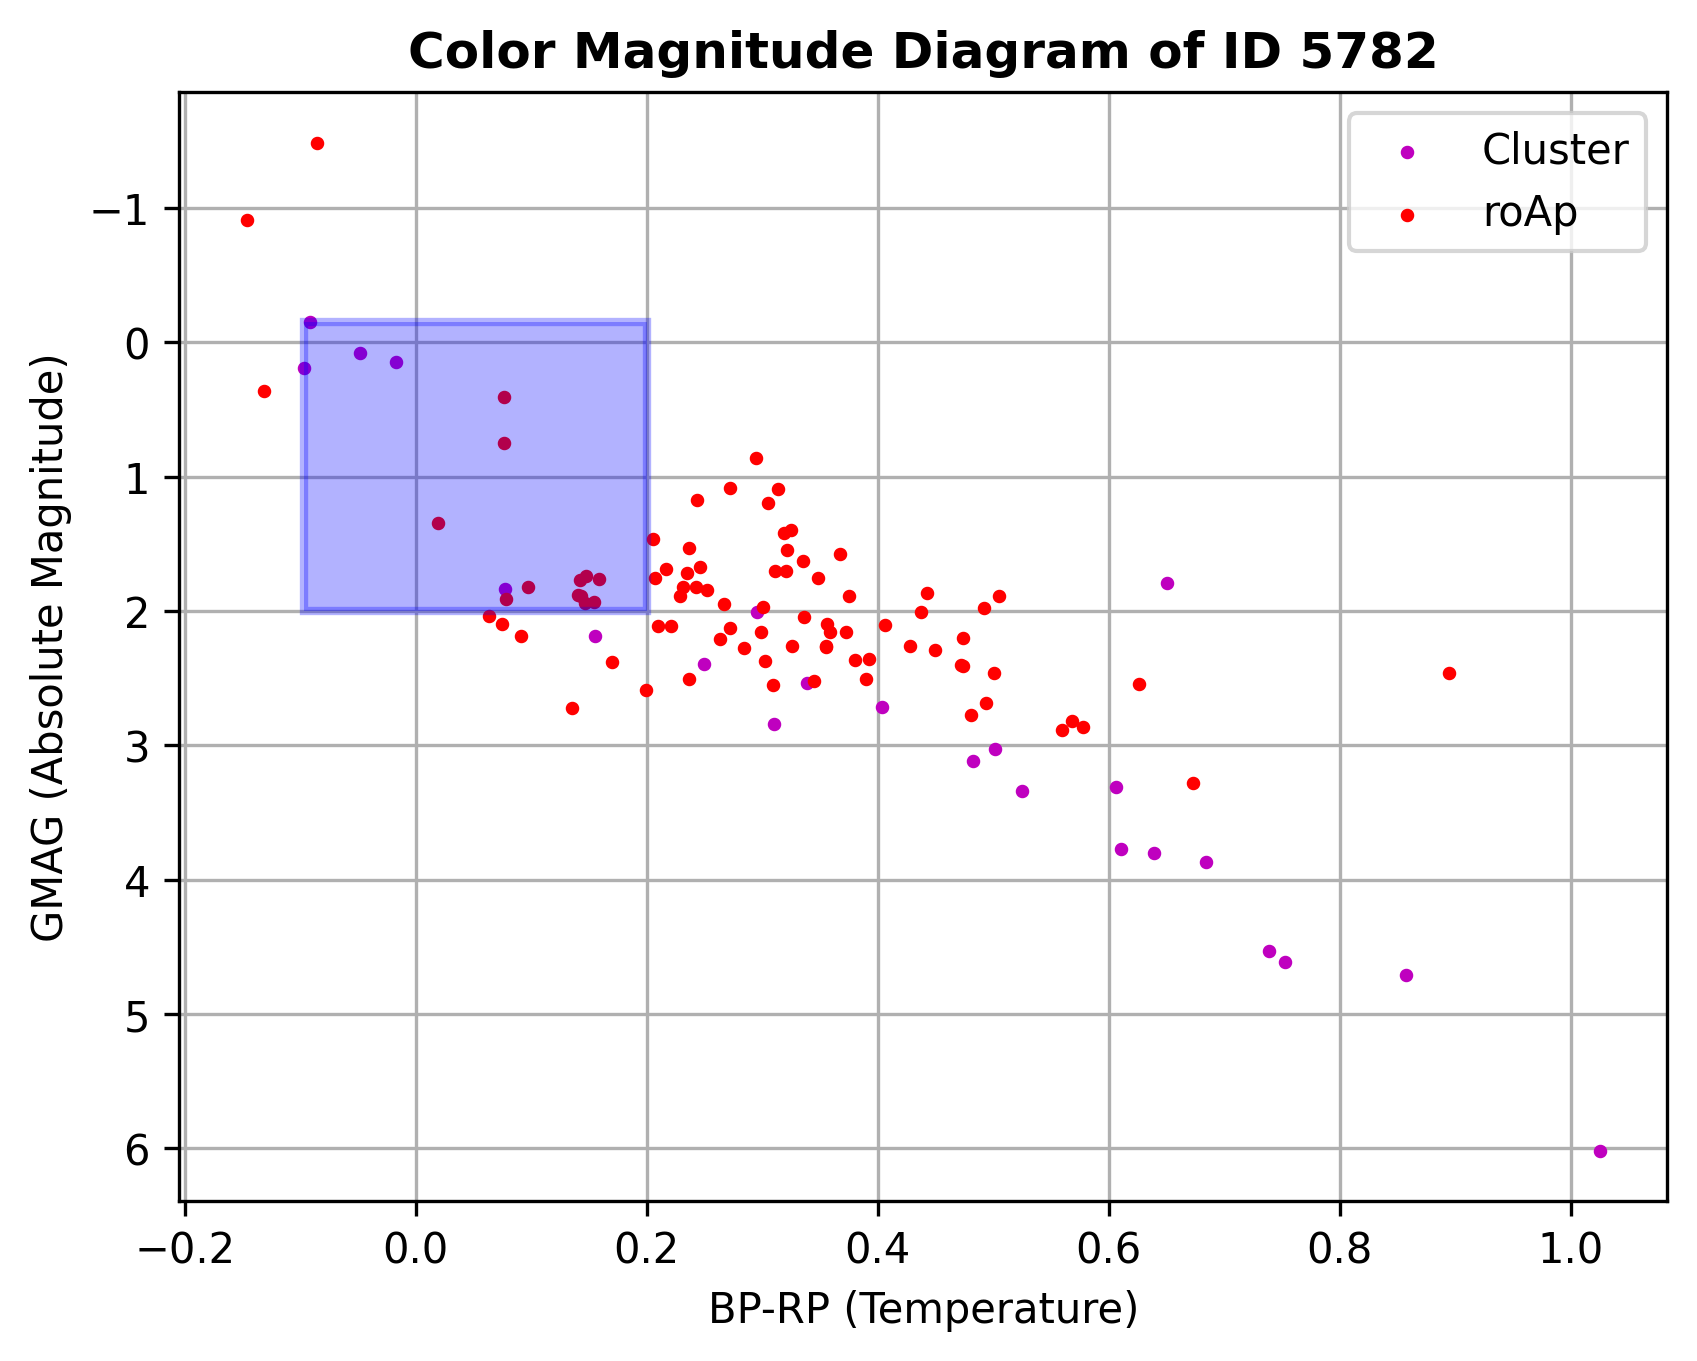 Color Magnitude Diagram of ID 5782
Cluster
roAp
−1
0
1
2
3
4
5
6
GMAG (Absolute Magnitude)
−0.2 0.0 0.2 0.4 0.6 0.8 1.0
BP-RP (Temperature)